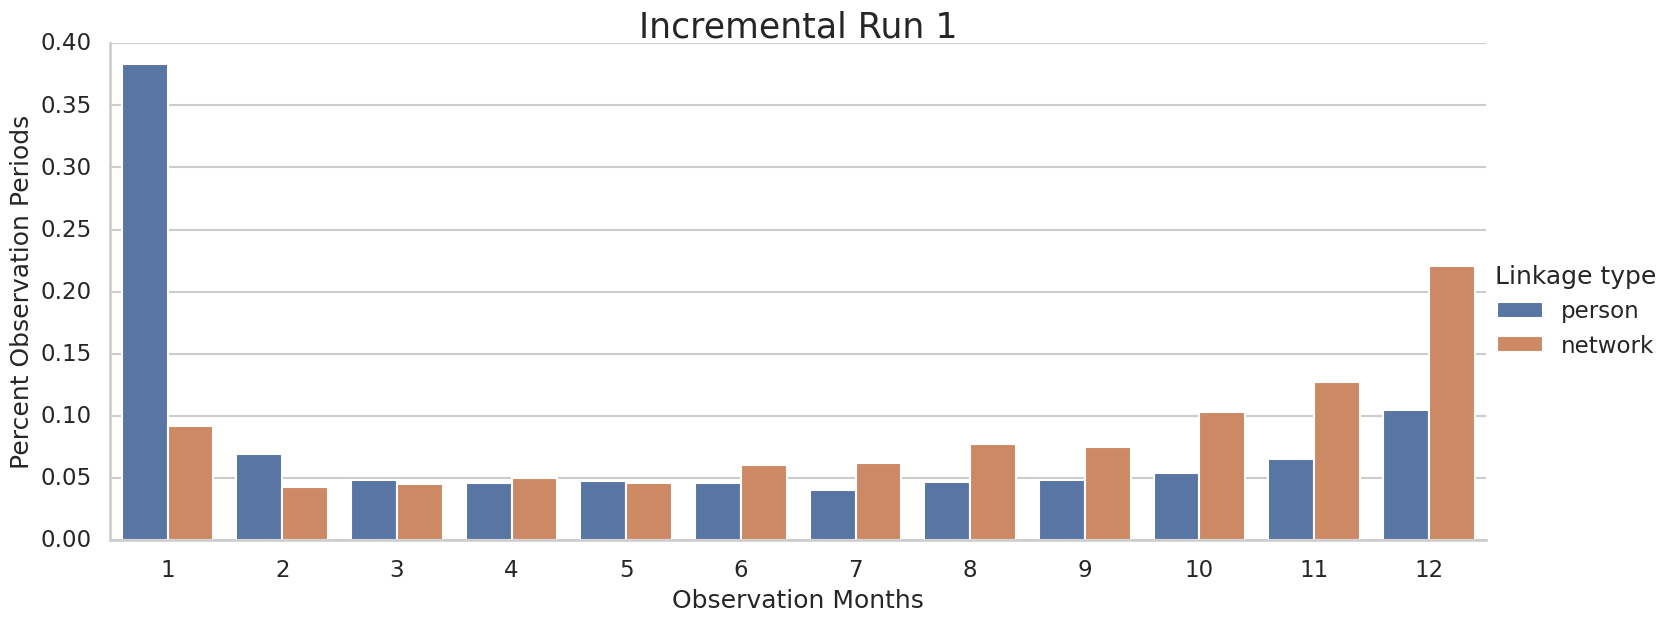 Incremental Run 1
Percent Observation Periods
0.40
0.35
0.30
0.25
0.20
0.15
0.10
0.05
0.00
1 2 3 4 5 6 7 8 9 10 11 12
Observation Months
Linkage type
person
network